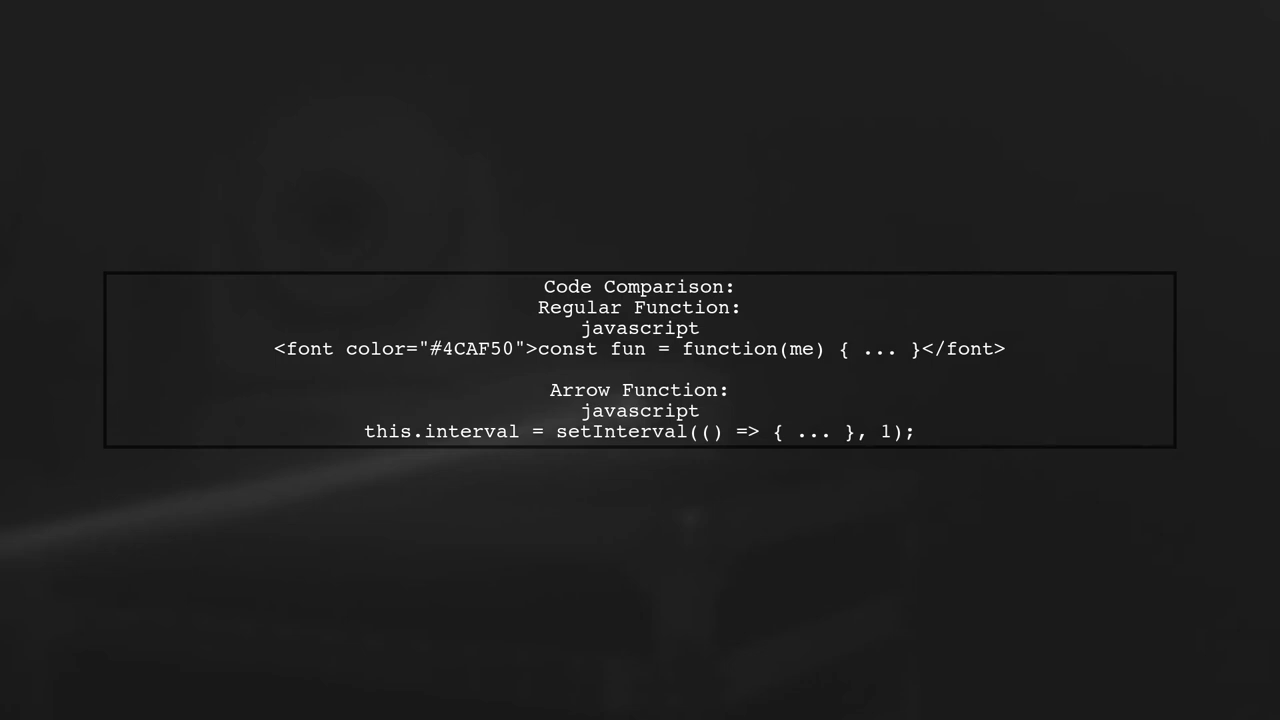 Code Comparison:
Regular Function:
javascript
<font color="#4CAF50">const fun = function(me) { ... }</font>
Arrow Function:
javascript
this.interval = setInterval(() => { ... }, 1);